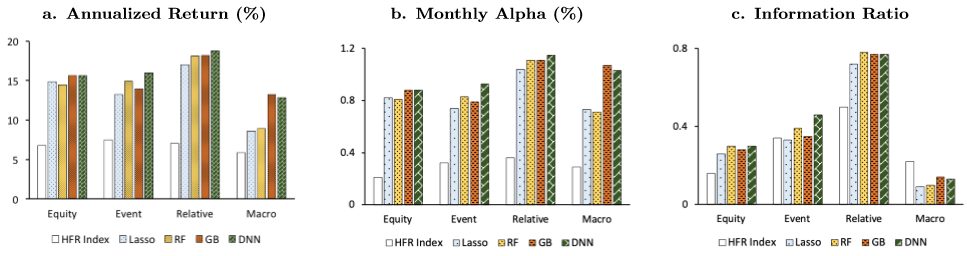 a. Annualized Return (%)
20
15
10
5
0
Equity Event Relative Macro
HFR Index Lasso RF GB DNN
b. Monthly Alpha (%)
1.2
0.8
0.4
0
Equity Event Relative Macro
HFR Index Lasso RF GB DNN
c. Information Ratio
0.8
0.4
0
Equity Event Relative Macro
HFR Index Lasso RF GB DNN